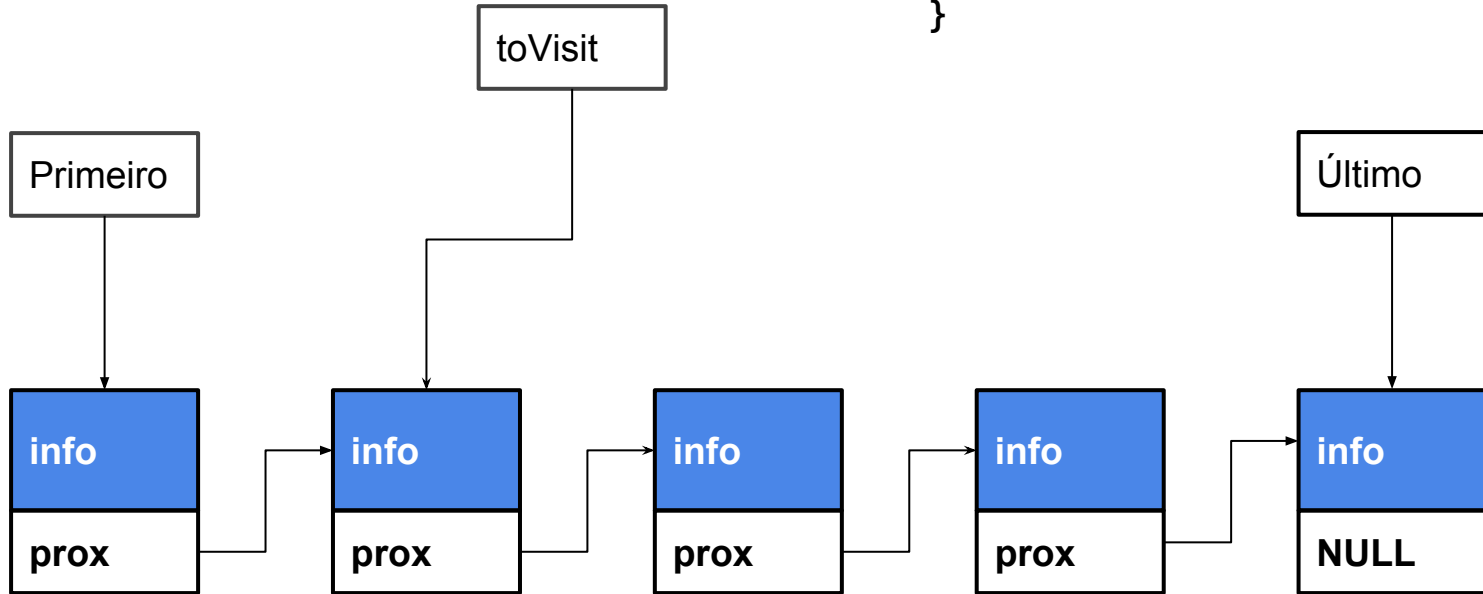 }
toVisit
Primeiro
Último
info
info
info
info
info
prox
prox
prox
prox
NULL